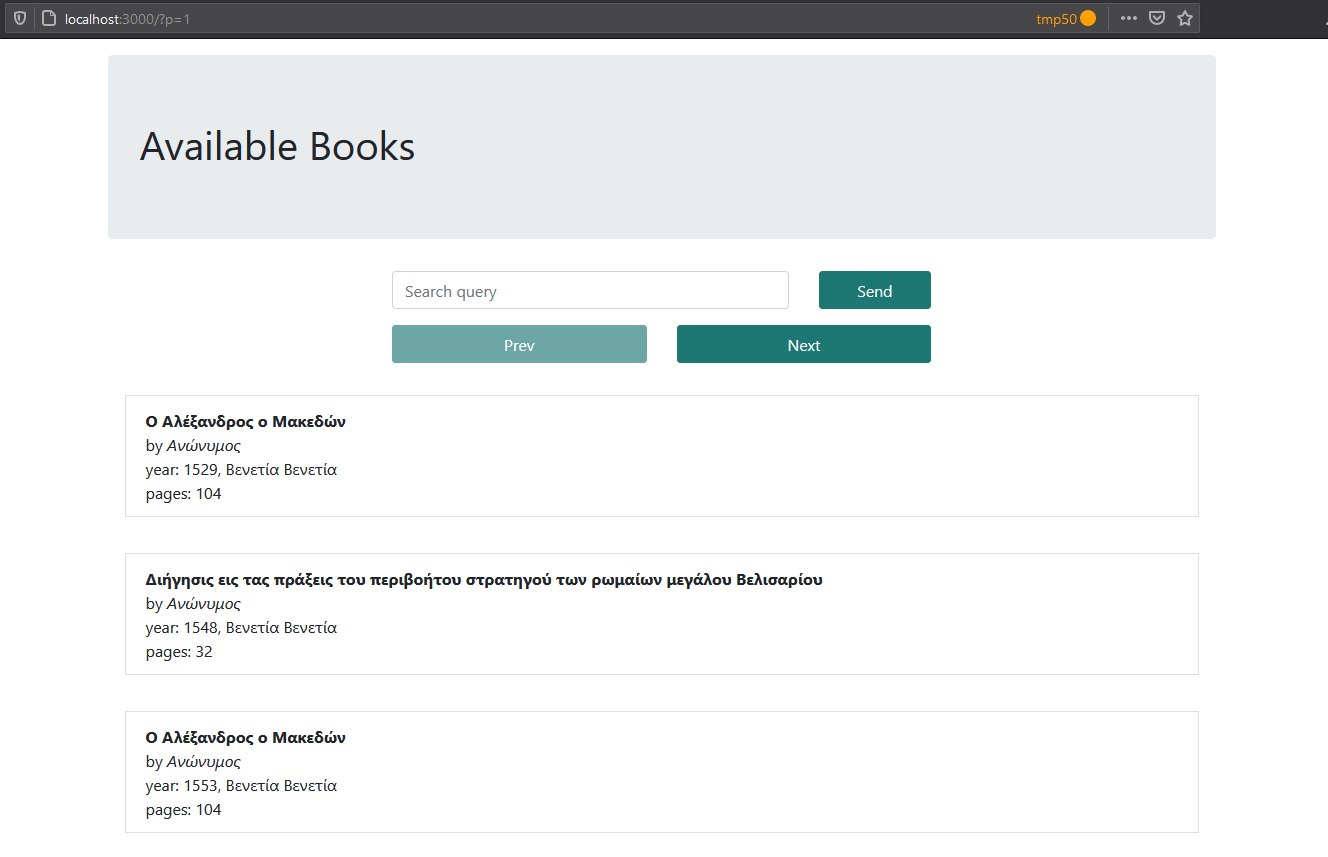 localhost:3000/?p=1 tmp50
Available Books
Search query Send
Prev Next
Ο Αλέξανδρος ο Μακεδών
by Ανώνυμος
year: 1529, Βενετία Βενετία
pages: 104
Διήγησις εις τας πράξεις του περιβοήτου στρατηγού των ρωμαίων μεγάλου Βελισαρίου
by Ανώνυμος
year: 1548, Βενετία Βενετία
pages: 32
Ο Αλέξανδρος ο Μακεδών
by Ανώνυμος
year: 1553, Βενετία Βενετία
pages: 104